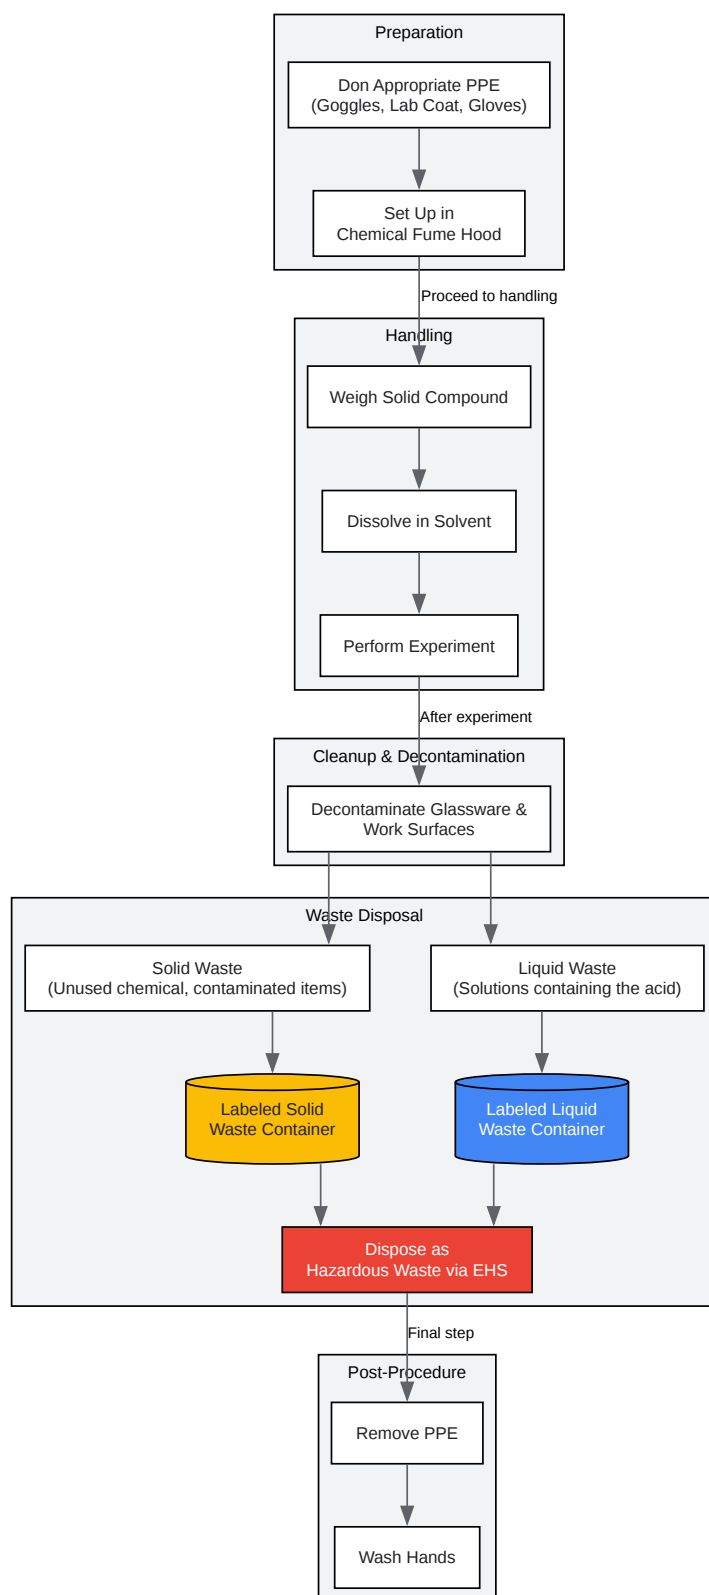 Preparation
Don Appropriate PPE
(Goggles, Lab Coat, Gloves)
Set Up in
Chemical Fume Hood
Proceed to handling
Handling
Weigh Solid Compound
Dissolve in Solvent
Perform Experiment
After experiment
Cleanup & Decontamination
Decontaminate Glassware &
Work Surfaces
Waste Disposal
Solid Waste
(Unused chemical, contaminated items)
Liquid Waste
(Solutions containing the acid)
Labeled Solid
Waste Container
Labeled Liquid
Waste Container
Dispose as
Hazardous Waste via EHS
Final step
Post-Procedure
Remove PPE
Wash Hands